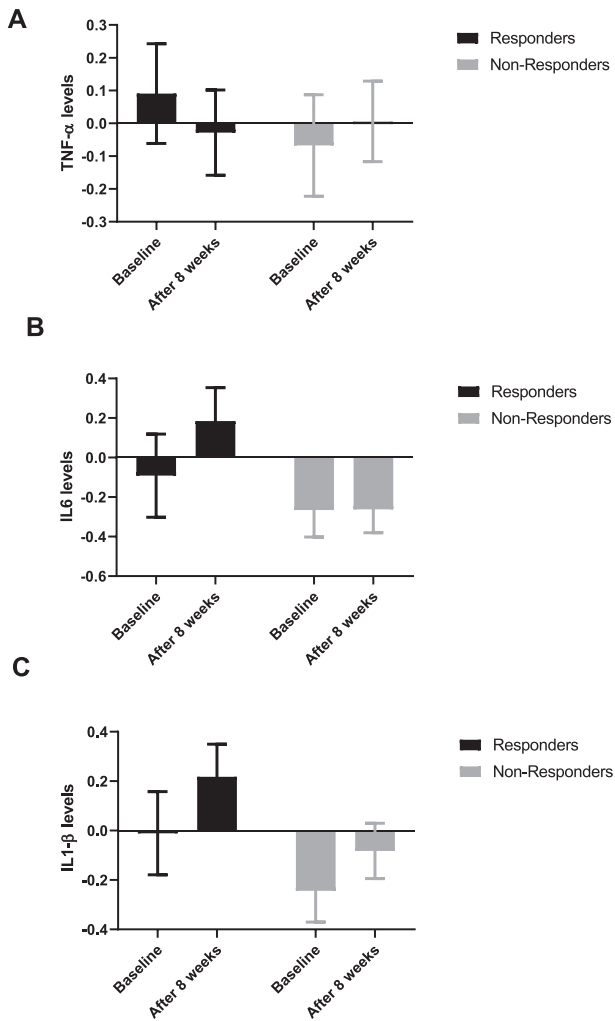 A
0.3
0.2
0.1
0.0
-0.1
-0.2
-0.3
TNF-α levels
Baseline
After 8 weeks
Baseline
After 8 weeks
Responders
Non-Responders
B
0.4
0.2
0.0
-0.2
-0.4
-0.6
IL6 levels
Baseline
After 8 weeks
Baseline
After 8 weeks
Responders
Non-Responders
C
0.4
0.2
0.0
-0.2
-0.4
IL1-β levels
Baseline
After 8 weeks
Baseline
After 8 weeks
Responders
Non-Responders